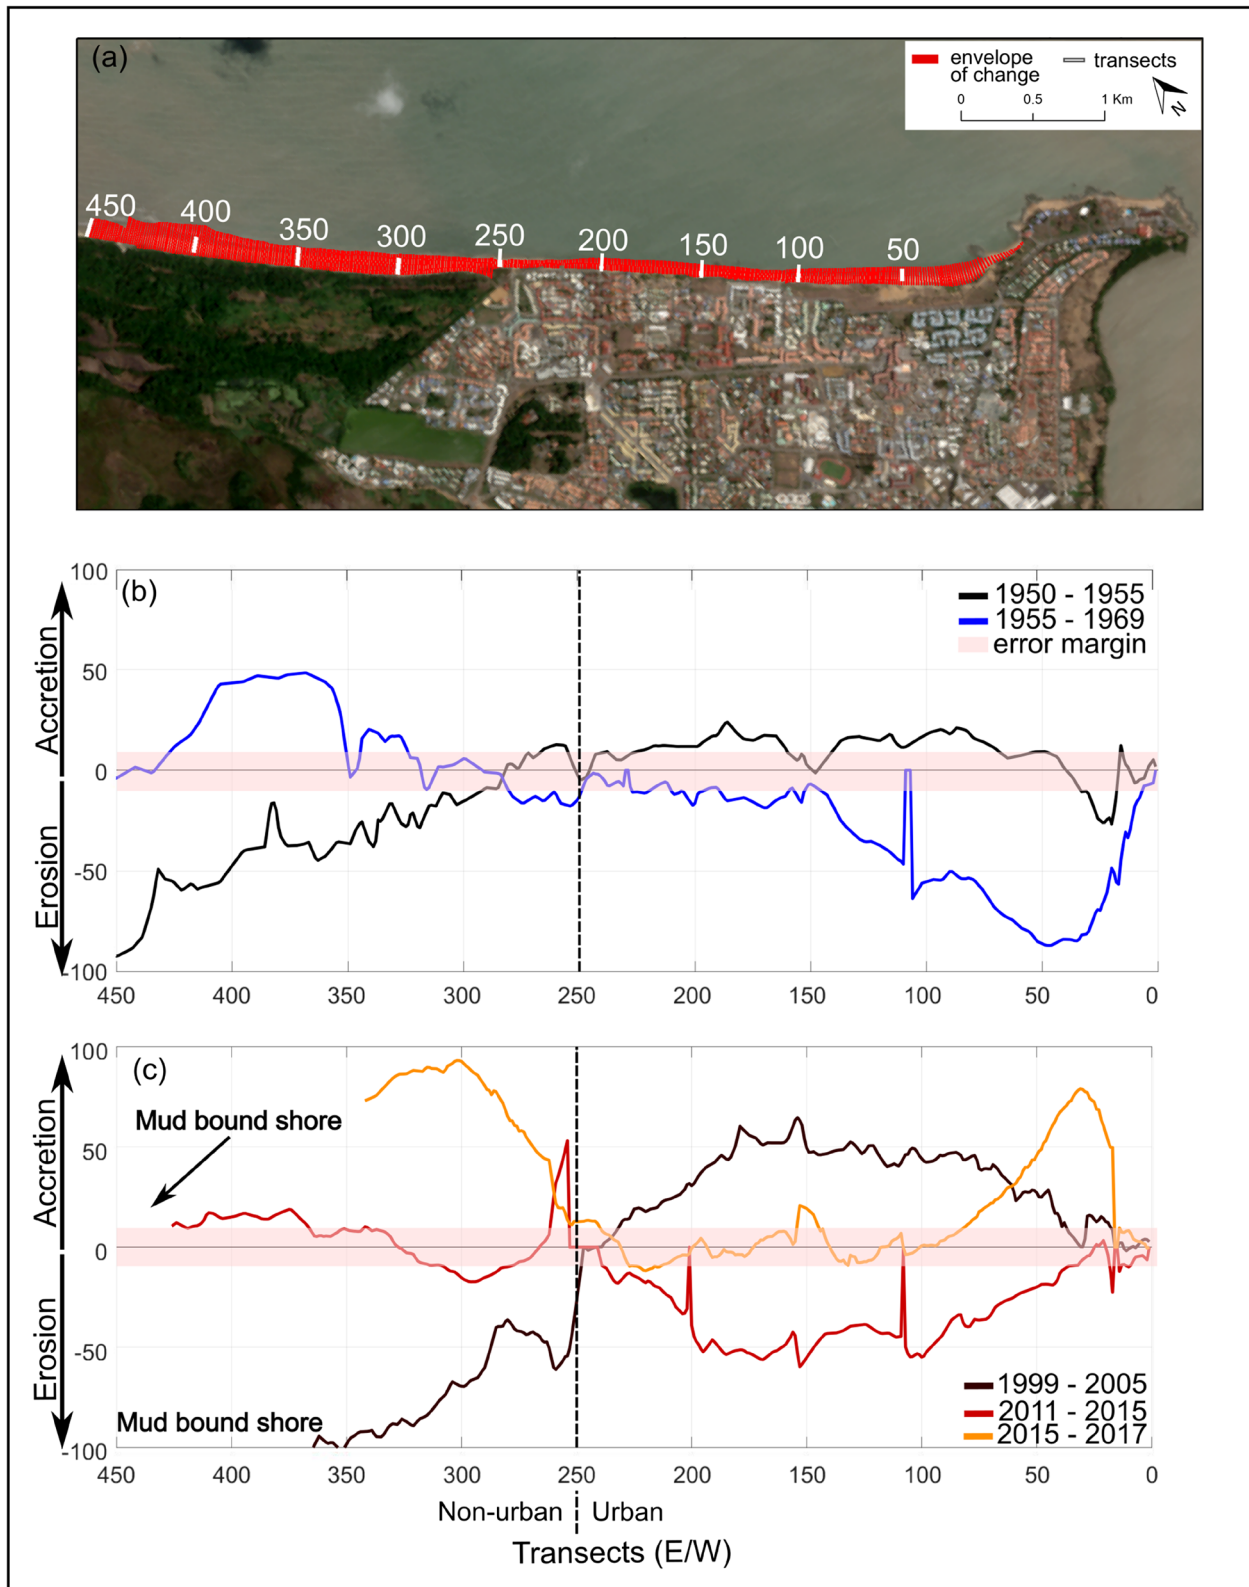 (a)
envelope
of change
transects
0 0.5 1 Km
N
450 400 350 300 250 200 150 100 50
100
(b)
1950 - 1955
1955 - 1969
error margin
50
0
-50
-100
Accretion
Erosion
450 400 350 300 250 200 150 100 50 0
100
(c)
Mud bound shore
50
0
-50
-100
Accretion
Erosion
1999 - 2005
Mud bound shore
2011 - 2015
2015 - 2017
450 400 350 300 250 200 150 100 50 0
Non-urban Urban
Transects (E/W)